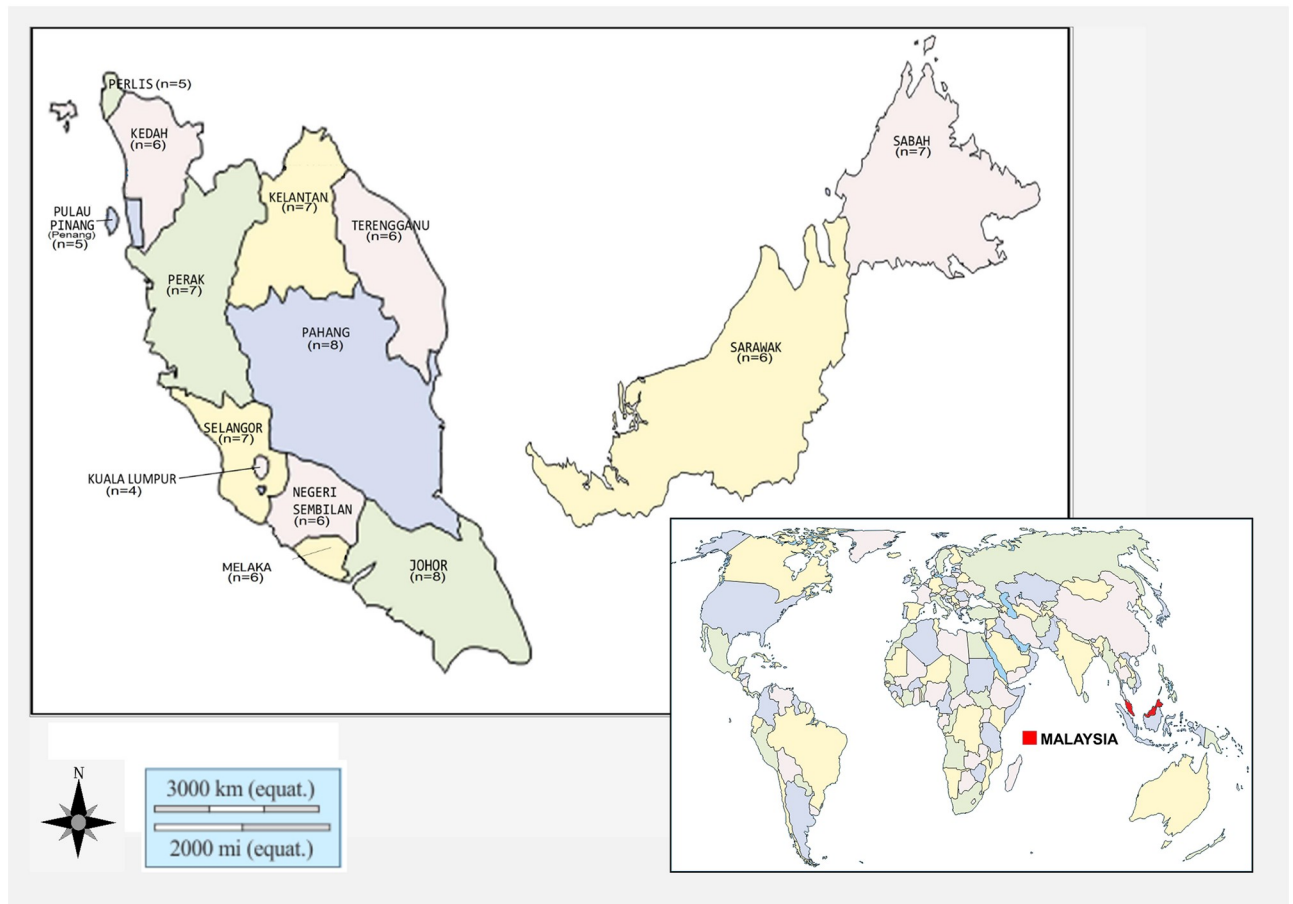 PERLIS (n=5)
KEDAH
(n=6)
PULAU
PINANG
(Penang)
(n=5)
KELANTAN
(n=7)
TERENGGANU
(n=6)
PERAK
(n=7)
PAHANG
(n=8)
SELANGOR
(n=7)
KUALA LUMPUR
(n=4)
NEGERI
SEMBILAN
(n=6)
MELAKA
(n=6)
JOHOR
(n=8)
SABAH
(n=7)
SARAWAK
(n=6)
MALAYSIA
N
3000 km (equat.)
2000 mi (equat.)